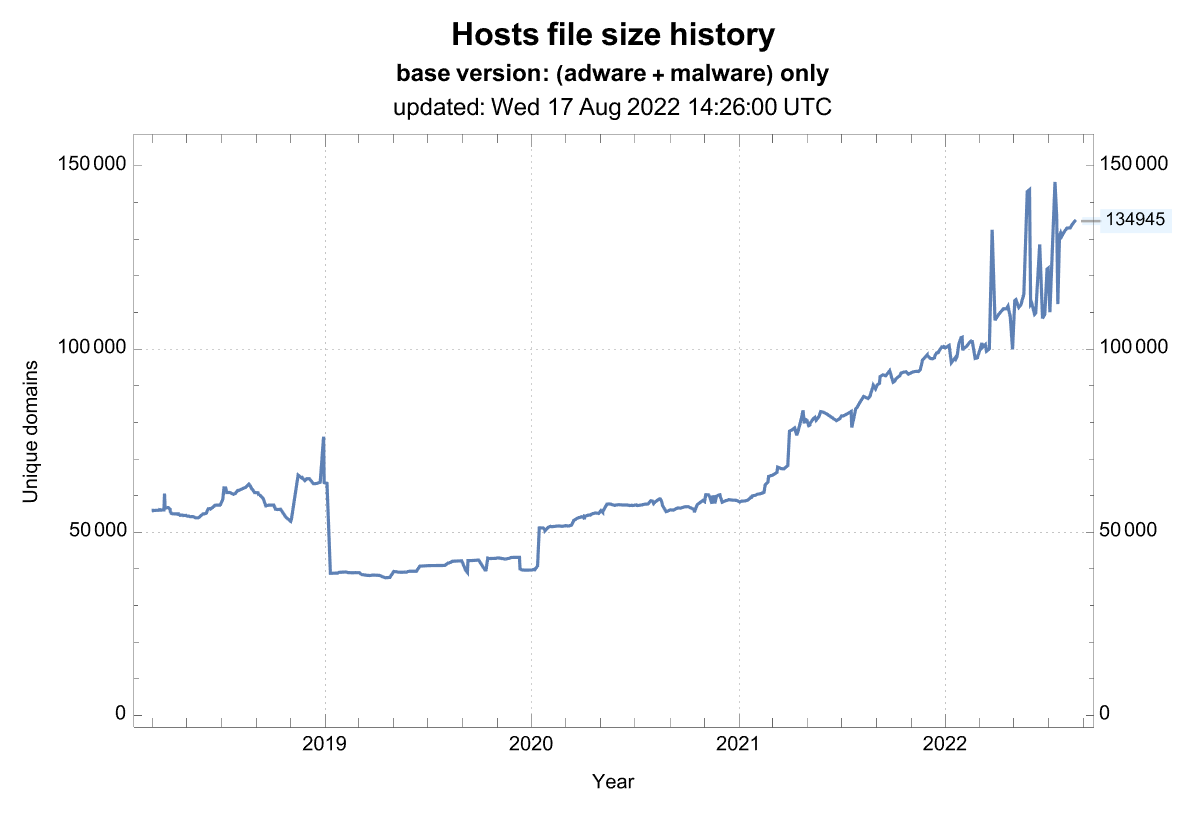 Hosts file size history
base version: (adware + malware) only
updated: Wed 17 Aug 2022 14:26:00 UTC
150 000
150 000
134945
100 000
100 000
Unique domains
50 000
50 000
0
0
2019
2020
2021
2022
Year